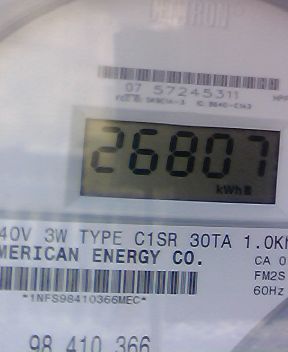 CENTRON
07 57245311
26807
kWh
40V 3W TYPE C1SR 30TA 1.0K
MERICAN ENERGY CO.
CA 0
FM2S
60Hz
*1NFS98410366MEC*
98 410 366